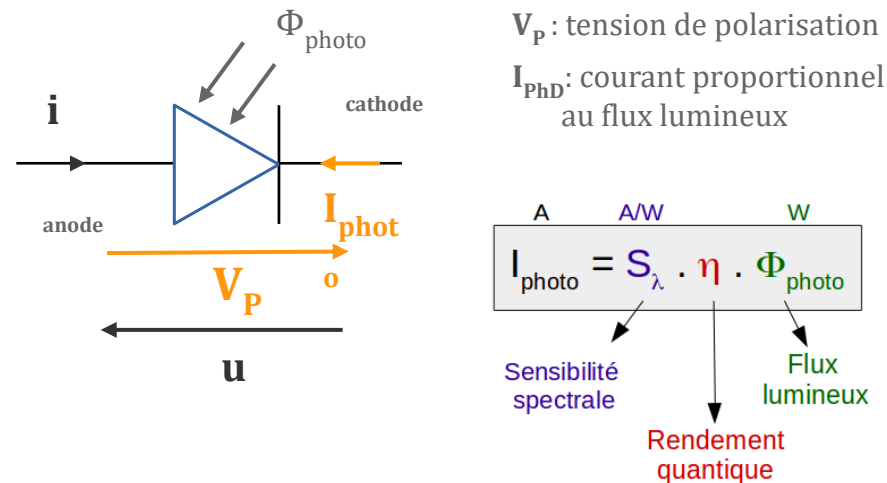 Φphoto
i
cathode
anode
Iphot
o
VP
u
VP : tension de polarisation
IPhD: courant proportionnel
au flux lumineux
A A/W W
Iphoto = Sλ . η . Φphoto
Sensibilité
spectrale
Flux
lumineux
Rendement
quantique